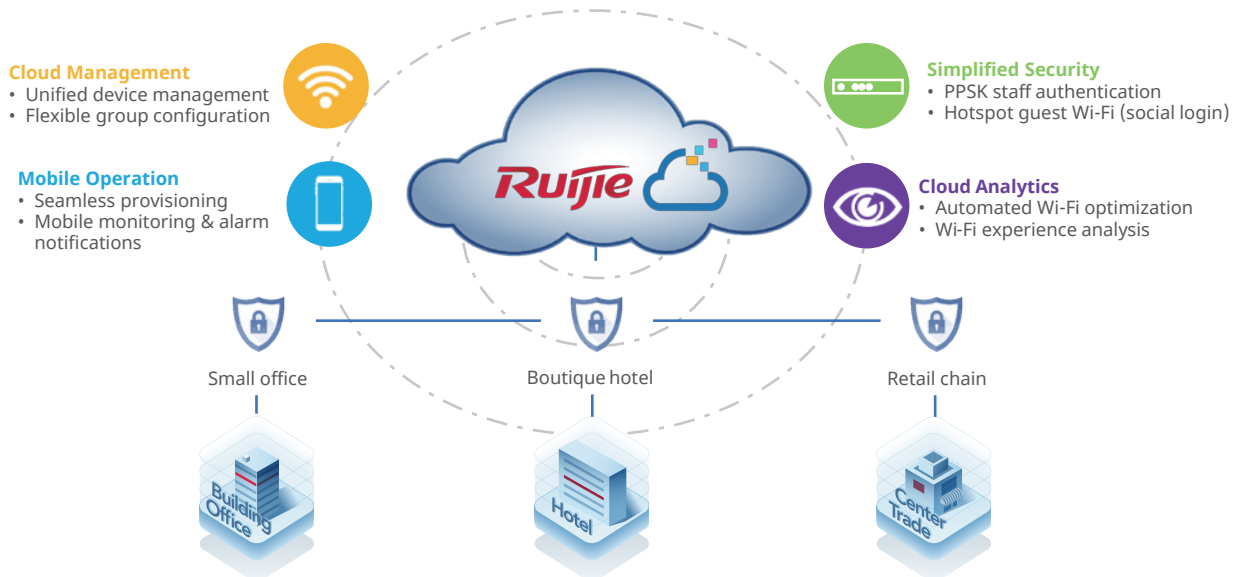 Cloud Management
• Unified device management
• Flexible group configuration
Mobile Operation
• Seamless provisioning
• Mobile monitoring & alarm
notifications
Ruijie
Simplified Security
• PPSK staff authentication
• Hotspot guest Wi-Fi (social login)
Cloud Analytics
• Automated Wi-Fi optimization
• Wi-Fi experience analysis
Small office
Boutique hotel
Retail chain
Building
Office
Hotel
Center
Trade